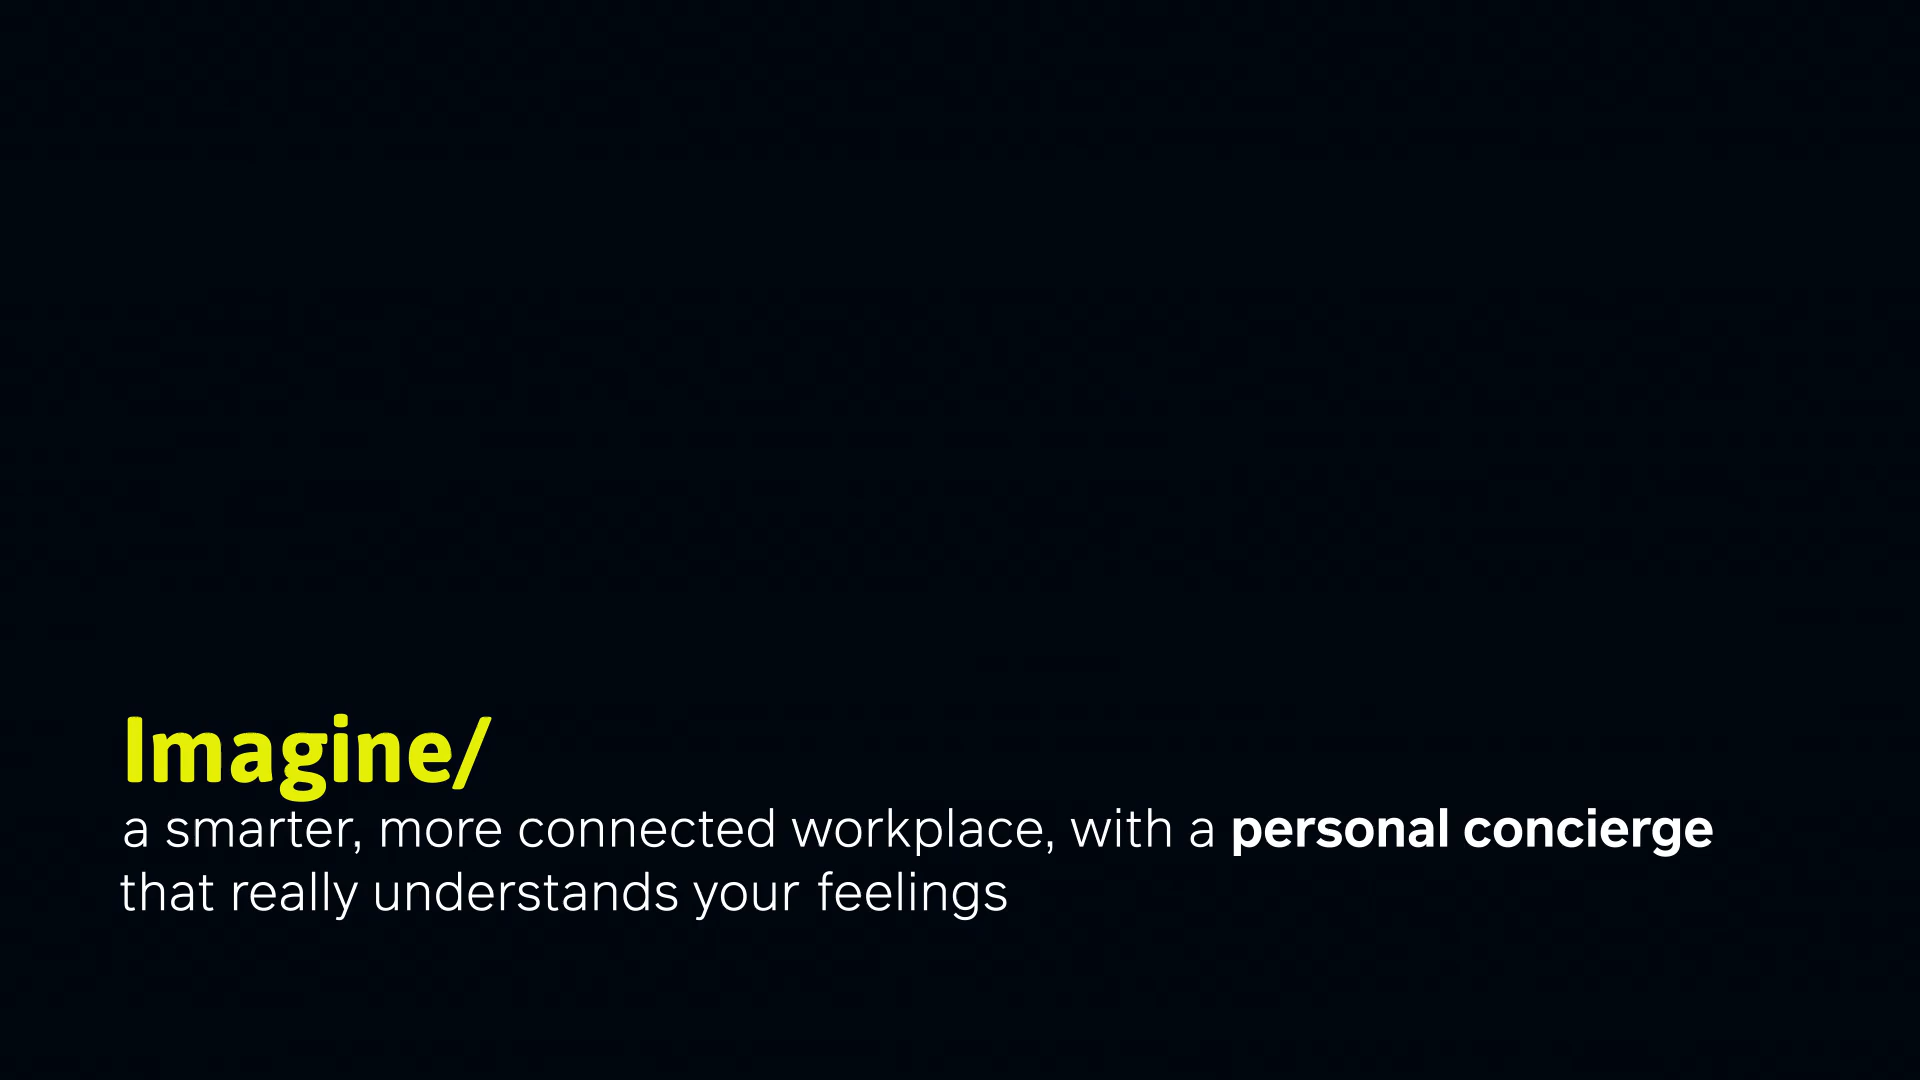 Imagine/
a smarter, more connected workplace, with a personal concierge
that really understands your feelings